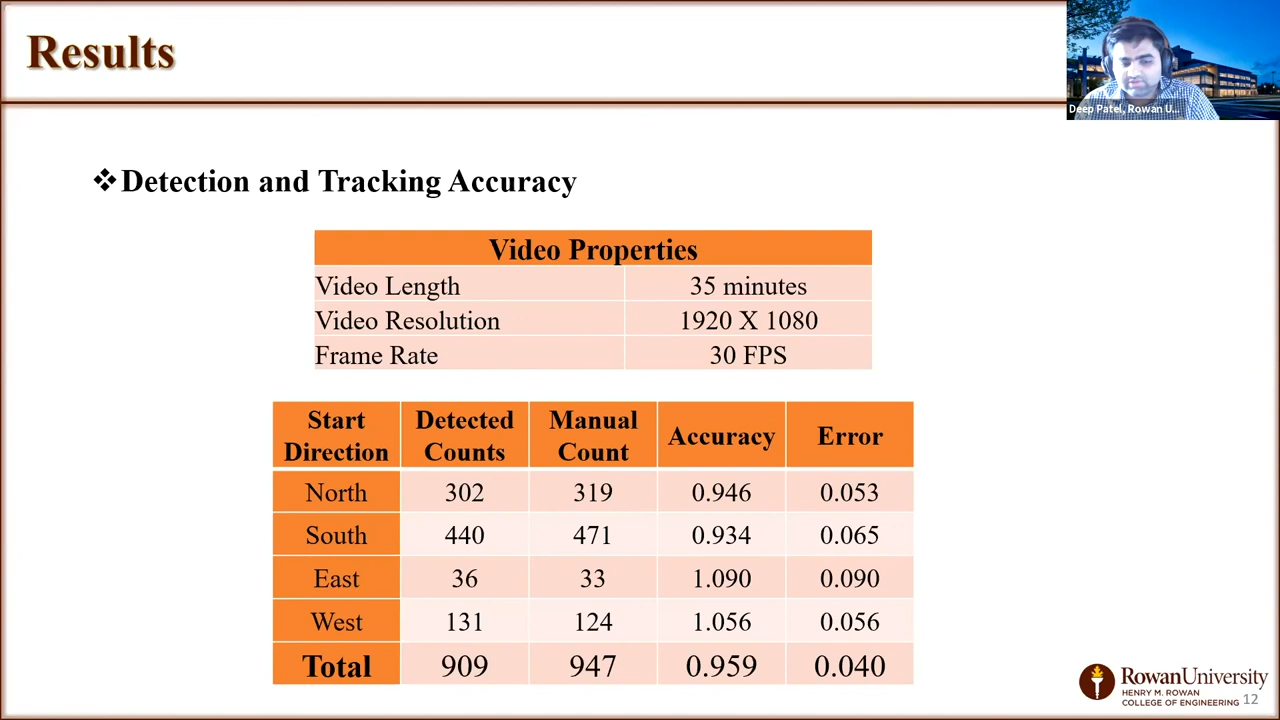 Results
Deep Patel, Rowan U...
❖Detection and Tracking Accuracy
Video Properties
Video Length 35 minutes
Video Resolution 1920 X 1080
Frame Rate 30 FPS
Start Direction Detected Counts Manual Count Accuracy Error
North 302 319 0.946 0.053
South 440 471 0.934 0.065
East 36 33 1.090 0.090
West 131 124 1.056 0.056
Total 909 947 0.959 0.040
RowanUniversity
HENRY M. ROWAN
COLLEGE OF ENGINEERING
12